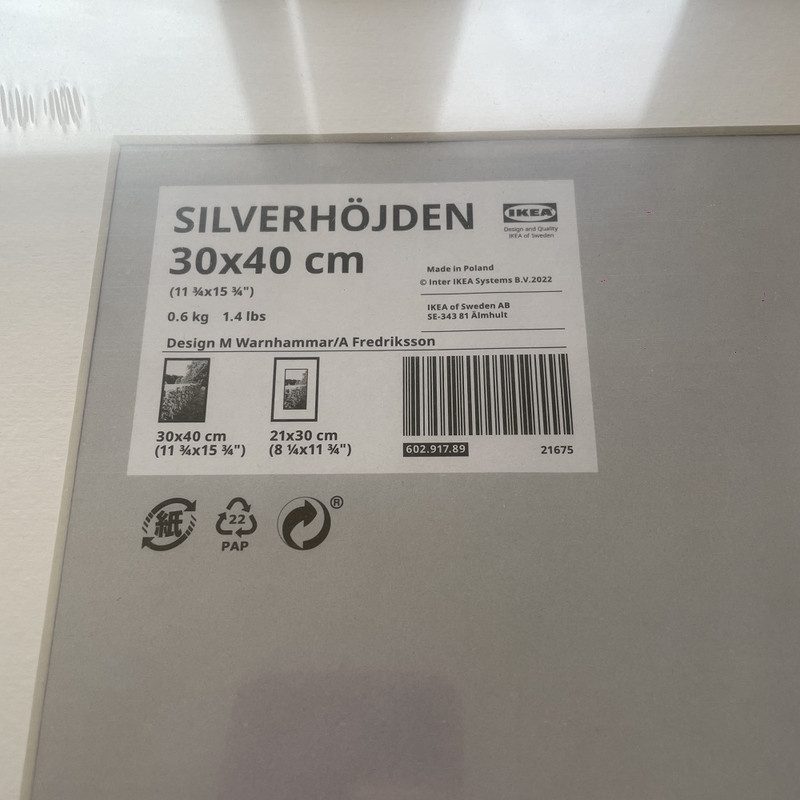 SILVERHÖJDEN
30x40 cm
(11 ¾x15 ¾")
0.6 kg 1.4 lbs
Design M Warnhammar/A Fredriksson
IKEA
Design and Quality
IKEA of Sweden
Made in Poland
© Inter IKEA Systems B.V.2022
IKEA of Sweden AB
SE-343 81 Älmhult
30x40 cm
(11 ¾x15 ¾")
21x30 cm
(8 ¼x11 ¾")
602.917.89
21675
紙
22
PAP
®